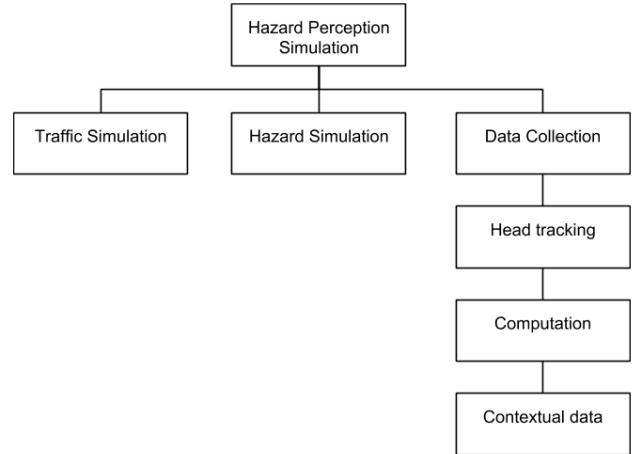 Hazard Perception
Simulation
Traffic Simulation
Hazard Simulation
Data Collection
Head tracking
Computation
Contextual data